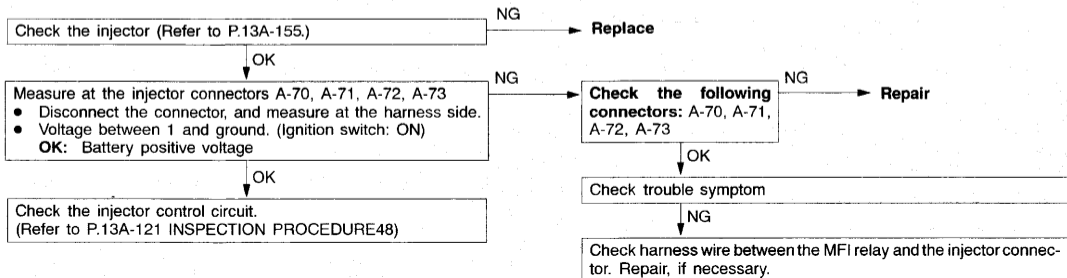 Check the injector (Refer to P.13A-155.)
NG
Replace
OK
Measure at the injector connectors A-70, A-71, A-72, A-73
● Disconnect the connector, and measure at the harness side.
● Voltage between 1 and ground. (Ignition switch: ON)
OK: Battery positive voltage
NG
Check the following
connectors: A-70, A-71,
A-72, A-73
NG
Repair
OK
Check the injector control circuit.
(Refer to P.13A-121 INSPECTION PROCEDURE48)
OK
Check trouble symptom
NG
Check harness wire between the MFI relay and the injector connec-
tor. Repair, if necessary.